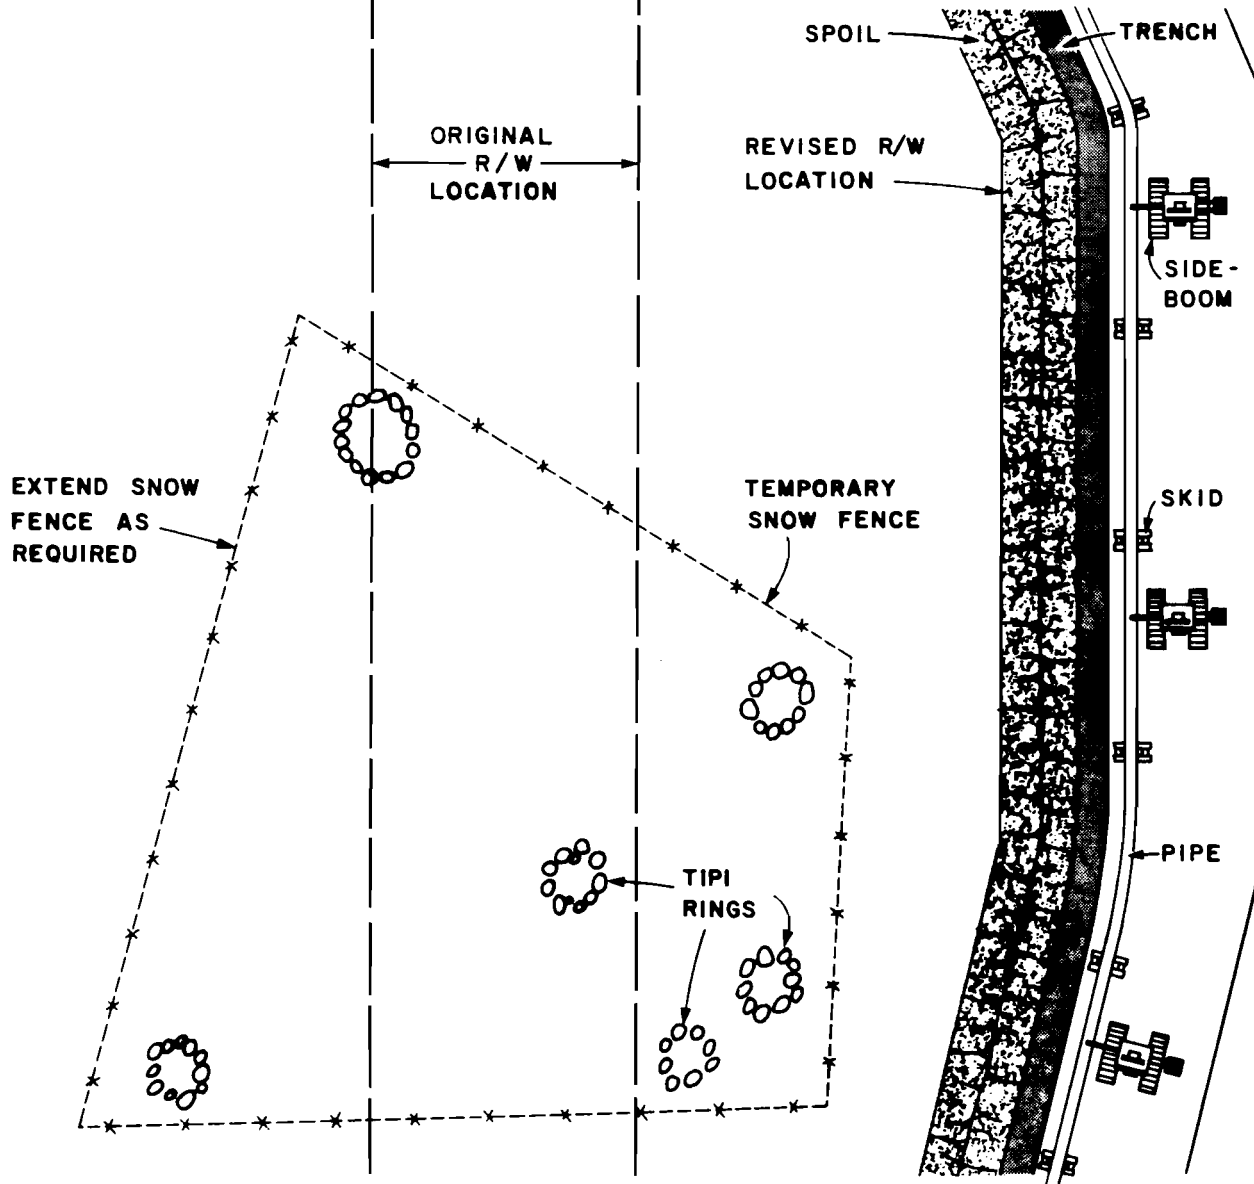 SPOIL
TRENCH
ORIGINAL
R/W
LOCATION
REVISED R/W
LOCATION
SIDE-
BOOM
EXTEND SNOW
FENCE AS
REQUIRED
TEMPORARY
SNOW FENCE
SKID
PIPE
TIPI
RINGS